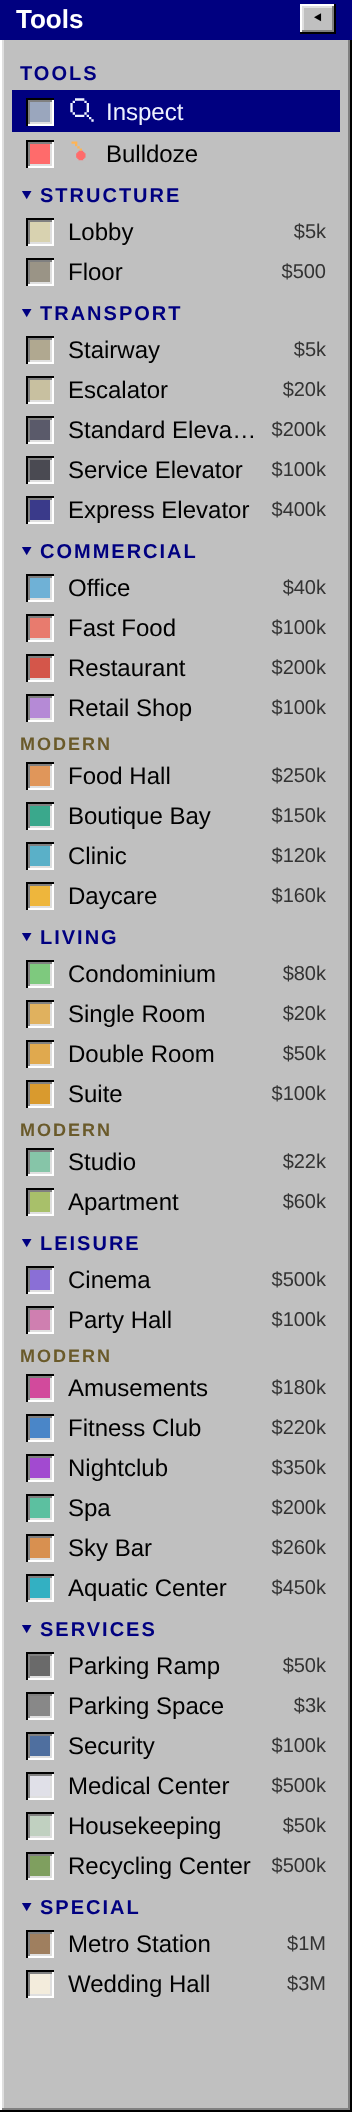 Tools
TOOLS
Inspect
Bulldoze
STRUCTURE
Lobby $5k
Floor $500
TRANSPORT
Stairway $5k
Escalator $20k
Standard Eleva… $200k
Service Elevator $100k
Express Elevator $400k
COMMERCIAL
Office $40k
Fast Food $100k
Restaurant $200k
Retail Shop $100k
MODERN
Food Hall $250k
Boutique Bay $150k
Clinic $120k
Daycare $160k
LIVING
Condominium $80k
Single Room $20k
Double Room $50k
Suite $100k
MODERN
Studio $22k
Apartment $60k
LEISURE
Cinema $500k
Party Hall $100k
MODERN
Amusements $180k
Fitness Club $220k
Nightclub $350k
Spa $200k
Sky Bar $260k
Aquatic Center $450k
SERVICES
Parking Ramp $50k
Parking Space $3k
Security $100k
Medical Center $500k
Housekeeping $50k
Recycling Center $500k
SPECIAL
Metro Station $1M
Wedding Hall $3M